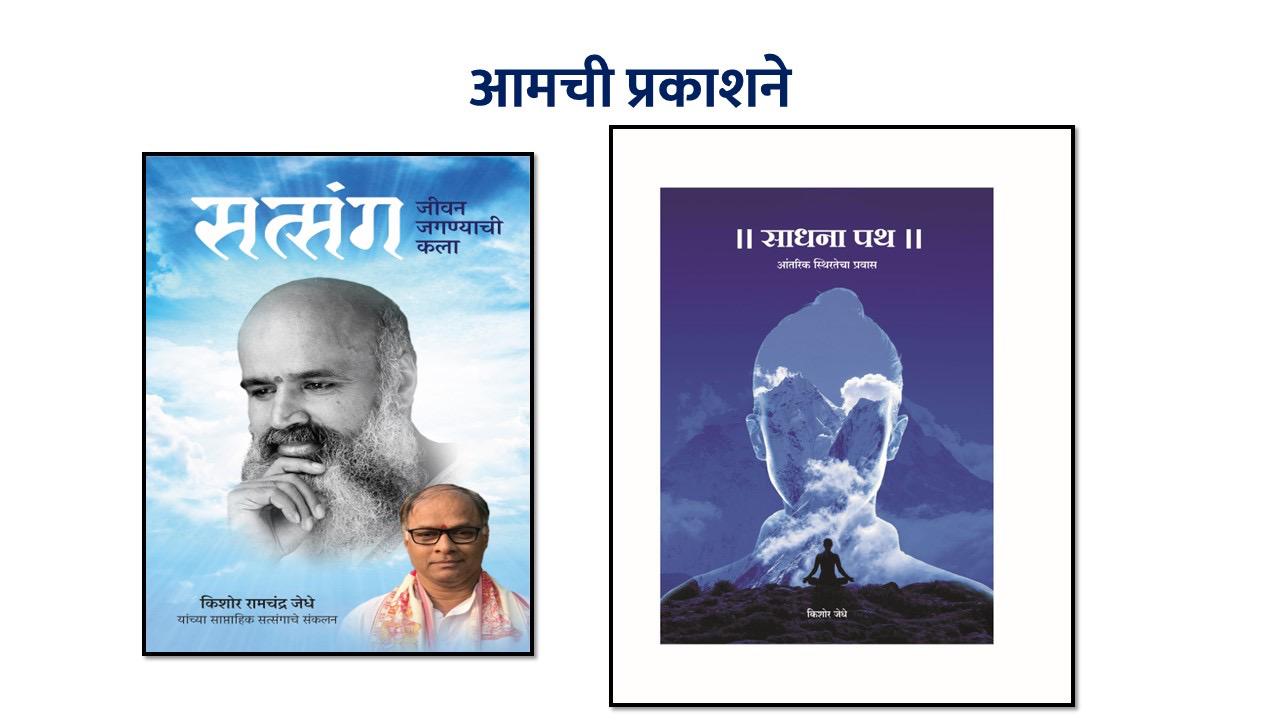 आमची प्रकाशने
सत्संग
जीवन
जगण्याची
कला
किशोर रामचंद्र जेधे
यांच्या साप्ताहिक सत्संगाचे संकलन
|| साधना पथ ||
आंतरिक स्थिरतेचा प्रवास
किशोर जेधे